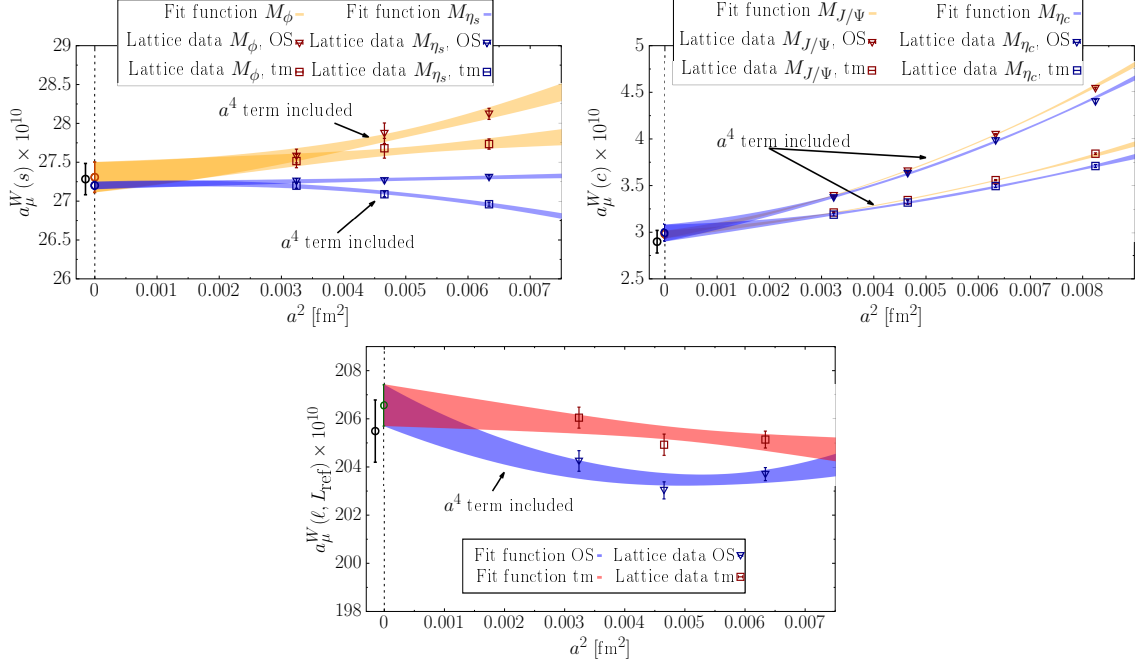 Fit function M_ϕ Fit function M_{η_s}
Lattice data M_ϕ, OS Lattice data M_{η_s}, OS
Lattice data M_ϕ, tm Lattice data M_{η_s}, tm
a_μ^W(s) × 10^{10}
29
28.5
28
27.5
27
26.5
26
a^4 term included
a^4 term included
0 0.001 0.002 0.003 0.004 0.005 0.006 0.007
a^2 [fm^2]
Fit function M_{J/Ψ} Fit function M_{η_c}
Lattice data M_{J/Ψ}, OS Lattice data M_{η_c}, OS
Lattice data M_{J/Ψ}, tm Lattice data M_{η_c}, tm
a_μ^W(c) × 10^{10}
5
4.5
4
3.5
3
2.5
a^4 term included
0 0.001 0.002 0.003 0.004 0.005 0.006 0.007 0.008
a^2 [fm^2]
a_μ^W(ℓ, L_ref) × 10^{10}
208
206
204
202
200
198
a^4 term included
Fit function OS Lattice data OS
Fit function tm Lattice data tm
0 0.001 0.002 0.003 0.004 0.005 0.006 0.007
a^2 [fm^2]